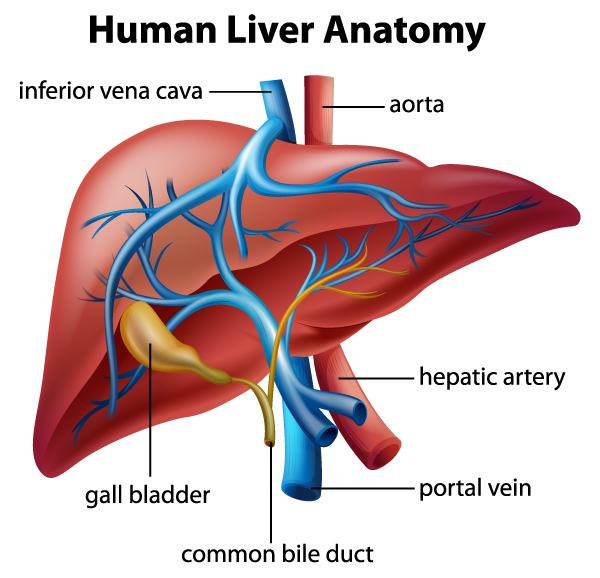 Human Liver Anatomy
inferior vena cava
aorta
hepatic artery
gall bladder
portal vein
common bile duct